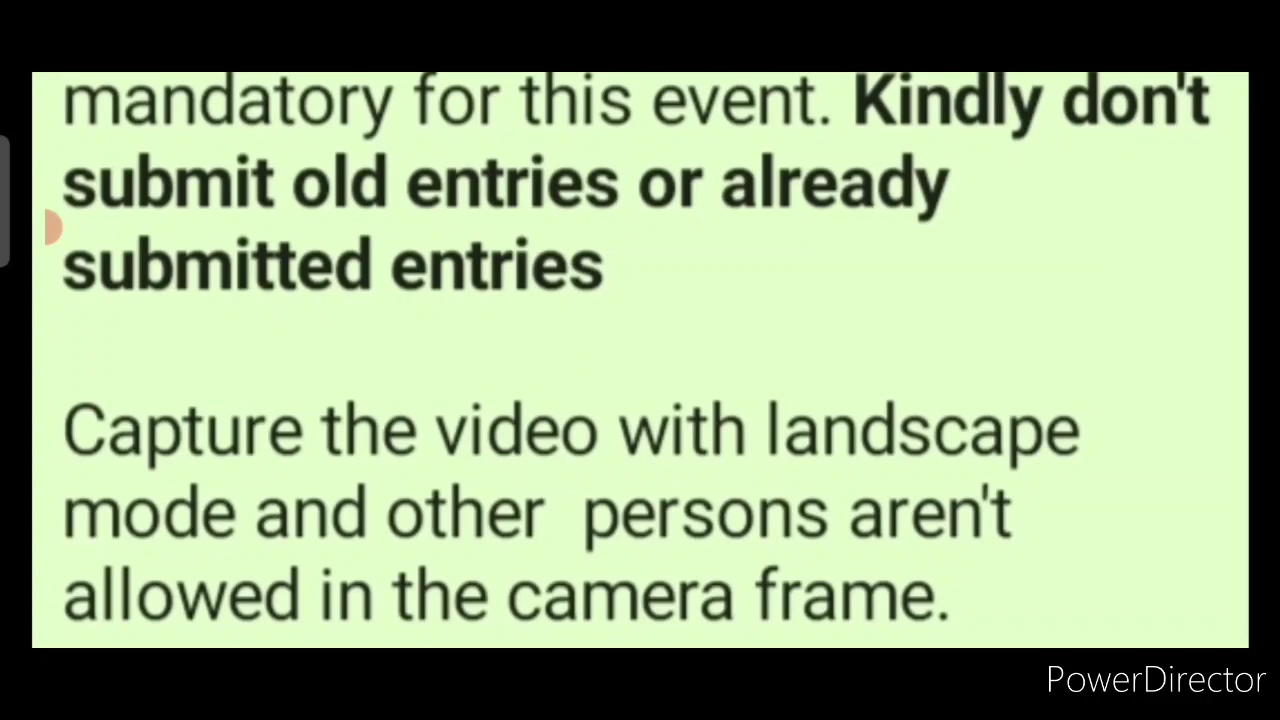 mandatory for this event. Kindly don't
submit old entries or already
submitted entries
Capture the video with landscape
mode and other  persons aren't
allowed in the camera frame.
PowerDirector